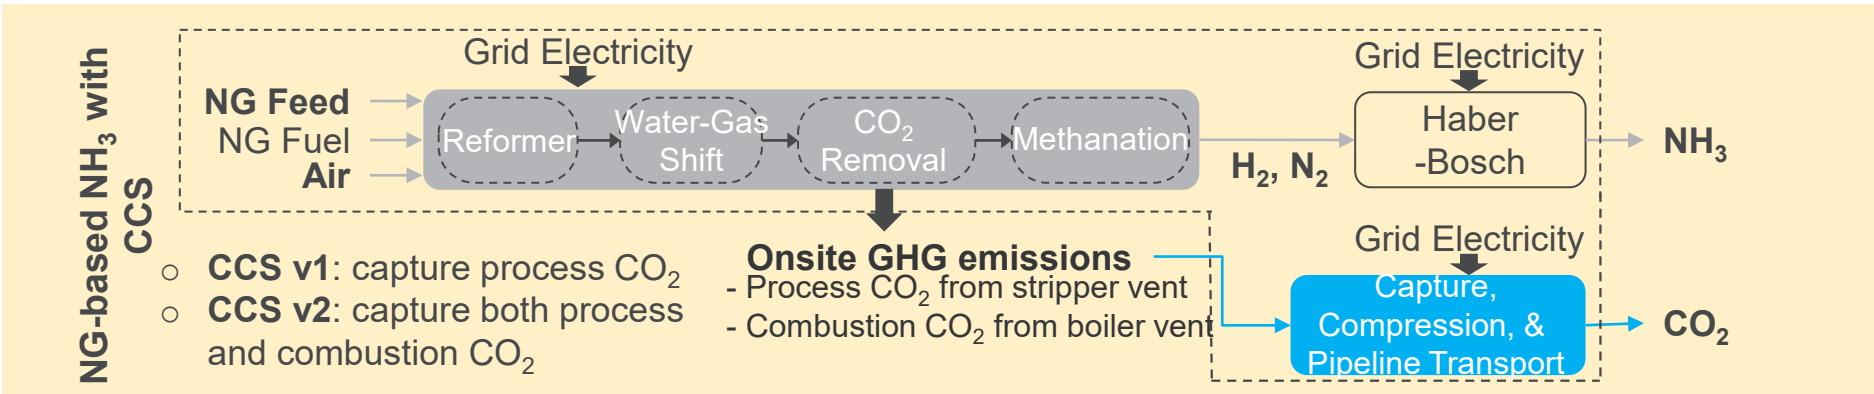 NG-based NH₃ with
CCS
Grid Electricity
NG Feed
NG Fuel
Air
Reformer
Water-Gas
Shift
CO₂
Removal
Methanation
H₂, N₂
Grid Electricity
Haber
-Bosch
NH₃
○ CCS v1: capture process CO₂
○ CCS v2: capture both process
and combustion CO₂
Onsite GHG emissions
- Process CO₂ from stripper vent
- Combustion CO₂ from boiler vent
Grid Electricity
Capture,
Compression, &
Pipeline Transport
CO₂